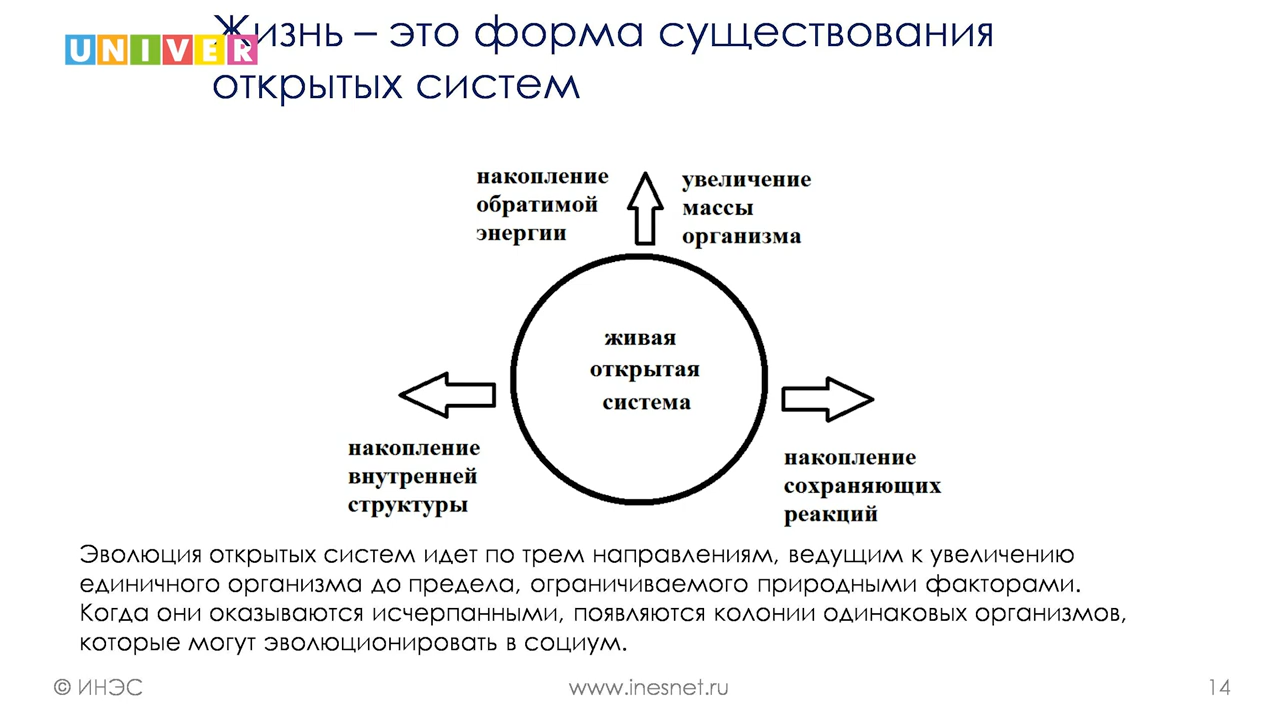 UNIVER
Жизнь – это форма существования
открытых систем
накопление
обратимой
энергии
увеличение
массы
организма
живая
открытая
система
накопление
внутренней
структуры
накопление
сохраняющих
реакций
Эволюция открытых систем идет по трем направлениям, ведущим к увеличению
единичного организма до предела, ограничиваемого природными факторами.
Когда они оказываются исчерпанными, появляются колонии одинаковых организмов,
которые могут эволюционировать в социум.
© ИНЭС
www.inesnet.ru
14